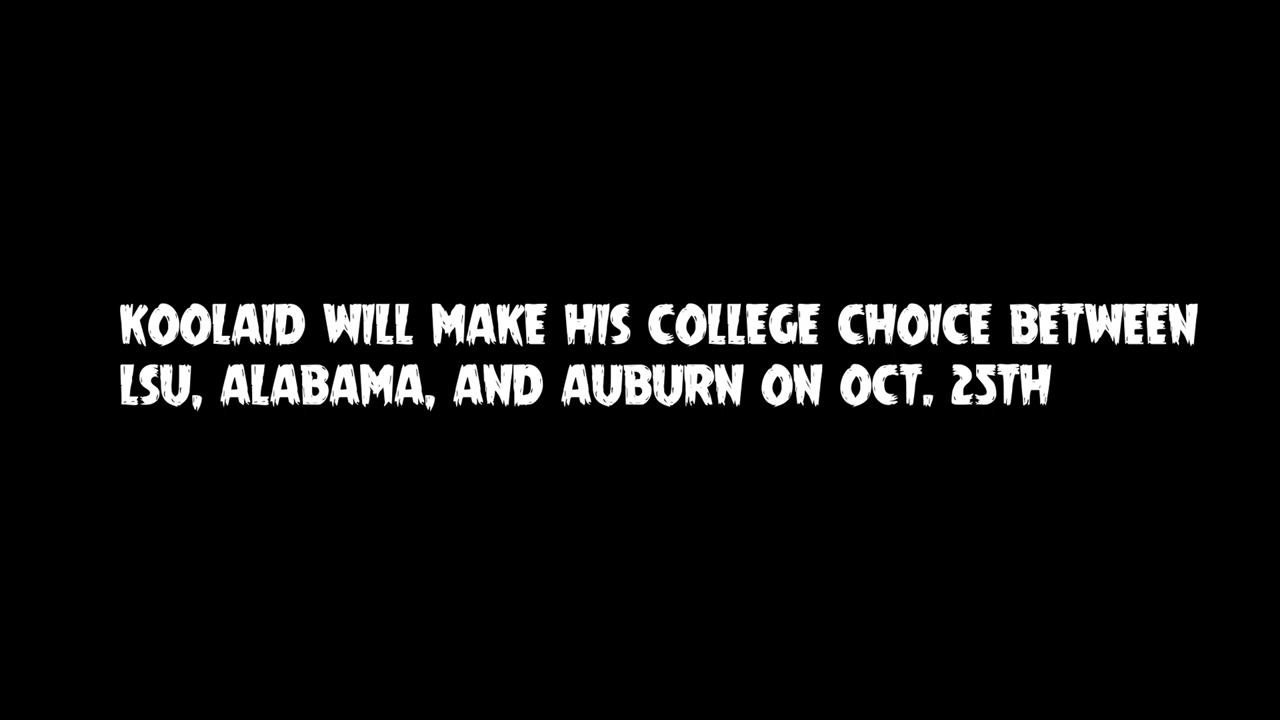 KOOLAID WILL MAKE HIS COLLEGE CHOICE BETWEEN
LSU, ALABAMA, AND AUBURN ON OCT. 25TH